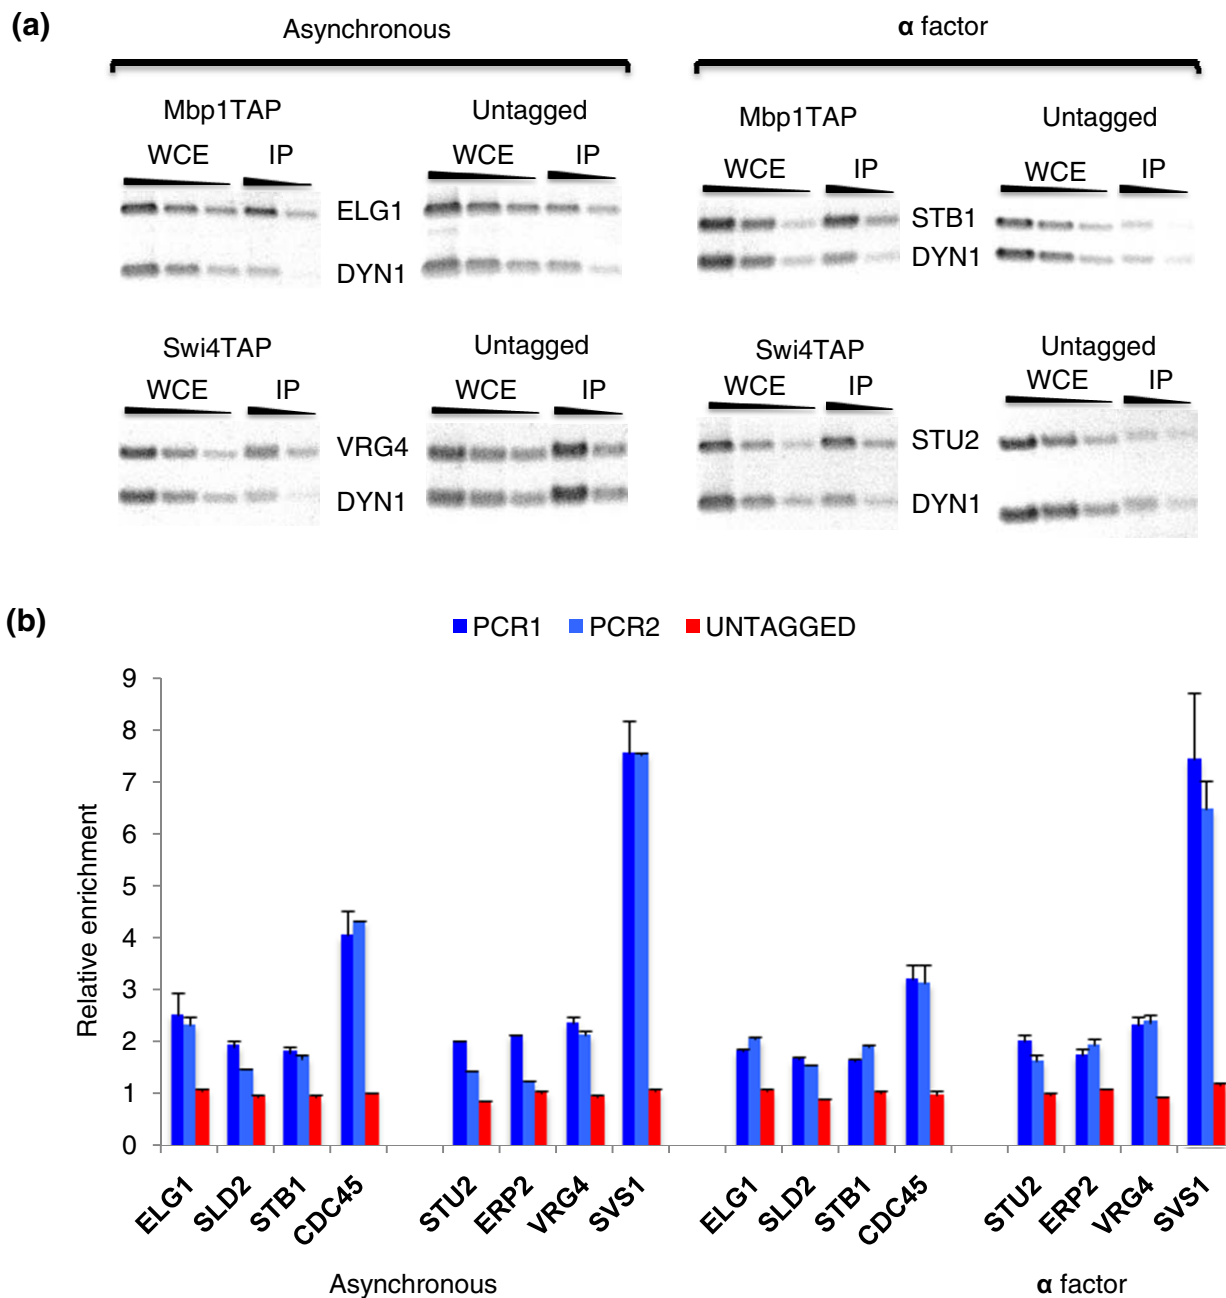 (a)
Asynchronous
α factor
Mbp1TAP
Untagged
Mbp1TAP
Untagged
WCE
IP
WCE
IP
WCE
IP
WCE
IP
ELG1
DYN1
STB1
DYN1
Swi4TAP
Untagged
Swi4TAP
Untagged
WCE
IP
WCE
IP
WCE
IP
WCE
IP
VRG4
DYN1
STU2
DYN1
(b)
PCR1
PCR2
UNTAGGED
Relative enrichment
9
8
7
6
5
4
3
2
1
0
ELG1
SLD2
STB1
CDC45
STU2
ERP2
VRG4
SVS1
ELG1
SLD2
STB1
CDC45
STU2
ERP2
VRG4
SVS1
Asynchronous
α factor